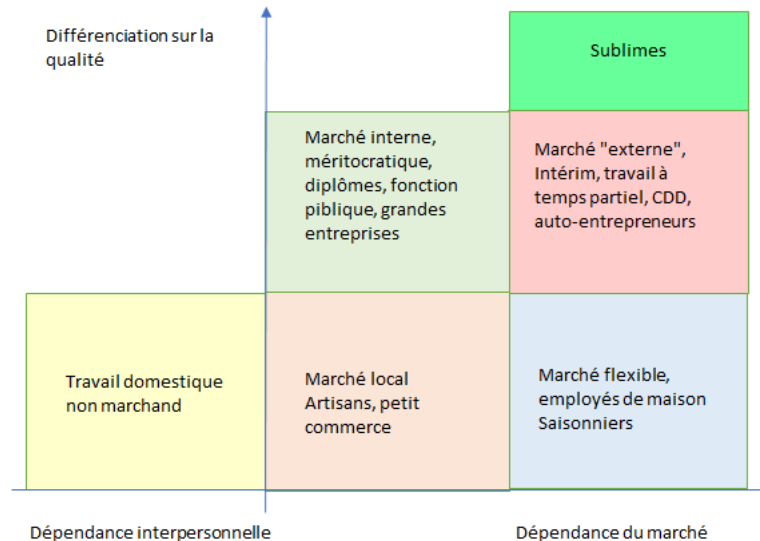 Différenciation sur la
qualité
Sublimes
Marché interne,
méritocratique,
diplômes, fonction
piblique, grandes
entreprises
Marché "externe",
Intérim, travail à
temps partiel, CDD,
auto-entrepreneurs
Travail domestique
non marchand
Marché local
Artisans, petit
commerce
Marché flexible,
employés de maison
Saisonniers
Dépendance interpersonnelle
Dépendance du marché